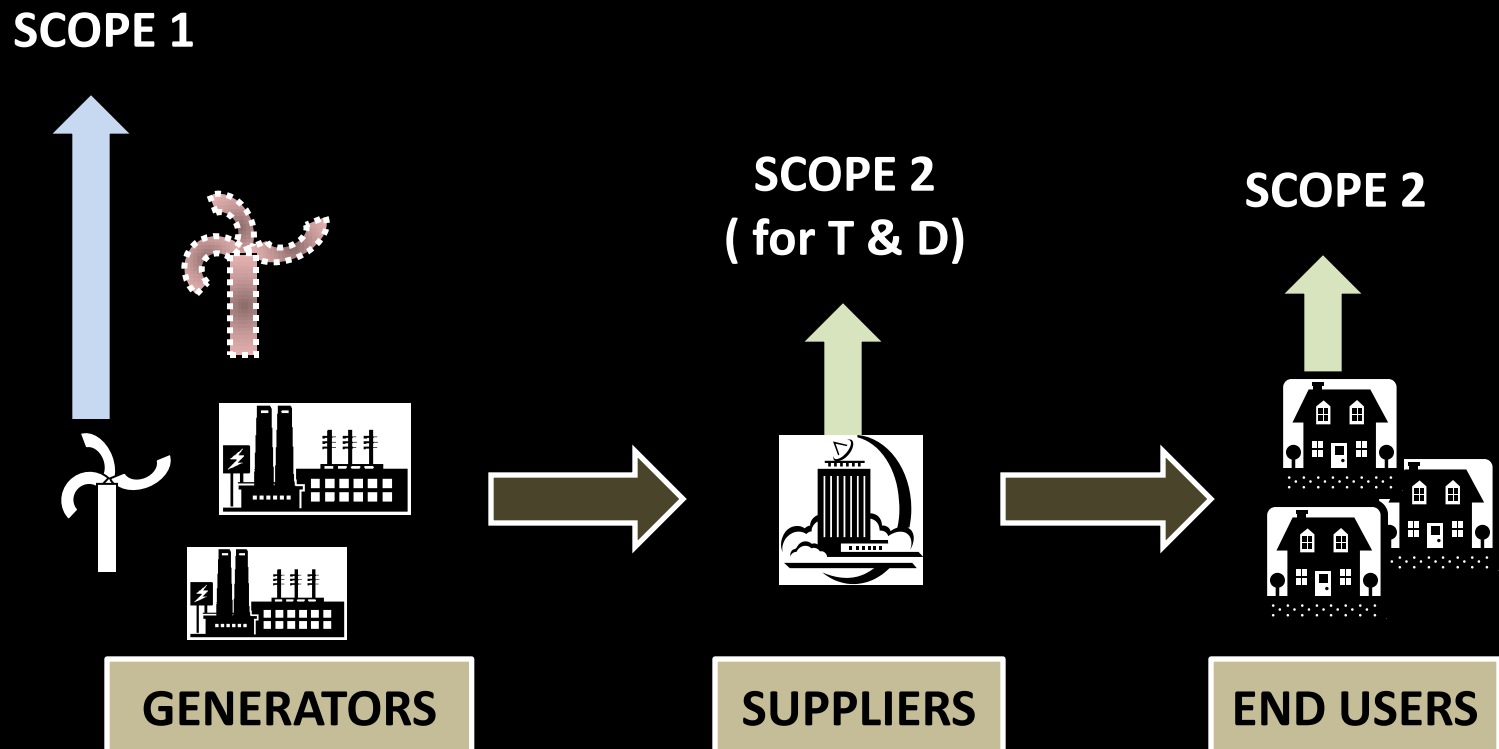 SCOPE 1
SCOPE 2
( for T & D)
SCOPE 2
GENERATORS
SUPPLIERS
END USERS